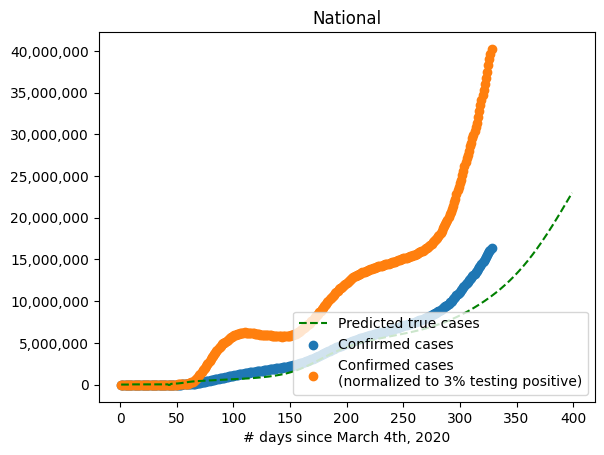 National
40,000,000
35,000,000
30,000,000
25,000,000
20,000,000
15,000,000
10,000,000
5,000,000
0
Predicted true cases
Confirmed cases
Confirmed cases
(normalized to 3% testing positive)
0 50 100 150 200 250 300 350 400
# days since March 4th, 2020